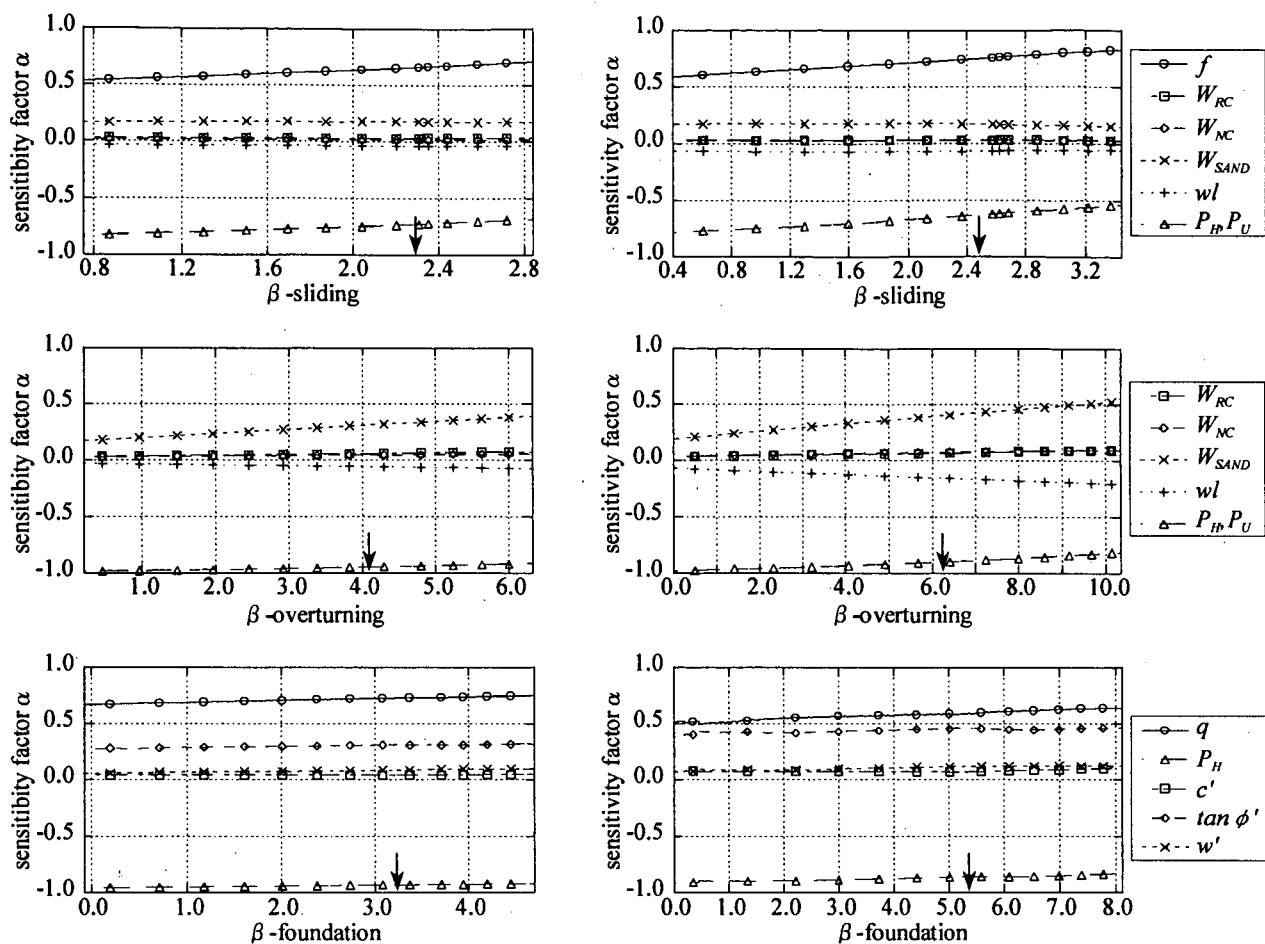 1.0
0.5
0.0
-0.5
-1.0
sensitibity factor α
0.8 1.2 1.6 2.0 2.4 2.8
β -sliding
1.0
0.5
0.0
-0.5
-1.0
sensitivity factor α
0.4 0.8 1.2 1.6 2.0 2.4 2.8 3.2
β -sliding
f
W_RC
W_NC
W_SAND
wl
P_H, P_U
1.0
0.5
0.0
-0.5
-1.0
sensitibity factor α
1.0 2.0 3.0 4.0 5.0 6.0
β -overturning
1.0
0.5
0.0
-0.5
-1.0
sensitivity factor α
0.0 2.0 4.0 6.0 8.0 10.0
β -overturning
W_RC
W_NC
W_SAND
wl
P_H, P_U
1.0
0.5
0.0
-0.5
-1.0
sensitibity factor α
0.0 1.0 2.0 3.0 4.0
β -foundation
1.0
0.5
0.0
-0.5
-1.0
sensitivity factor α
0.0 1.0 2.0 3.0 4.0 5.0 6.0 7.0 8.0
β -foundation
q
P_H
c'
tan ϕ'
w'